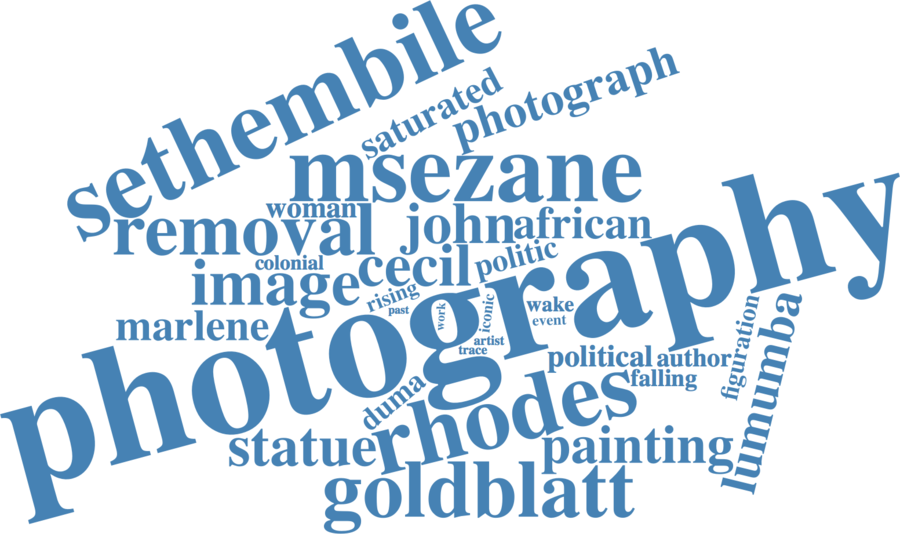 sethembile
saturated
photograph
msezane
woman
removal
john
african
photography
colonial
cecil
politic
image
rising
past
work
iconic
wake
event
marlene
artist
trace
political
author
figuration
lumumba
falling
duma
rhodes
statue
painting
goldblatt